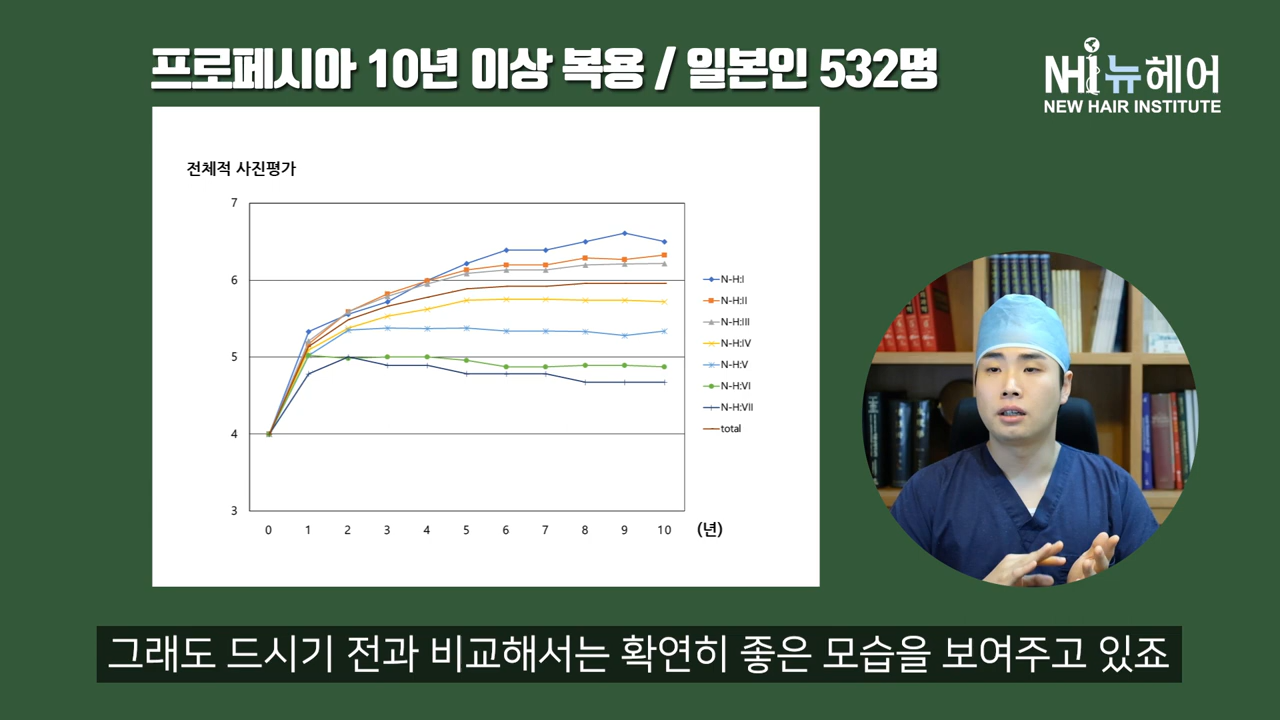 프로페시아 10년 이상 복용 / 일본인 532명
NHI 뉴헤어
NEW HAIR INSTITUTE
전체적 사진평가
7
6
5
4
3
0 1 2 3 4 5 6 7 8 9 10 (년)
N-H:I
N-H:II
N-H:III
N-H:IV
N-H:V
N-H:VI
N-H:VII
total
그래도 드시기 전과 비교해서는 확연히 좋은 모습을 보여주고 있죠